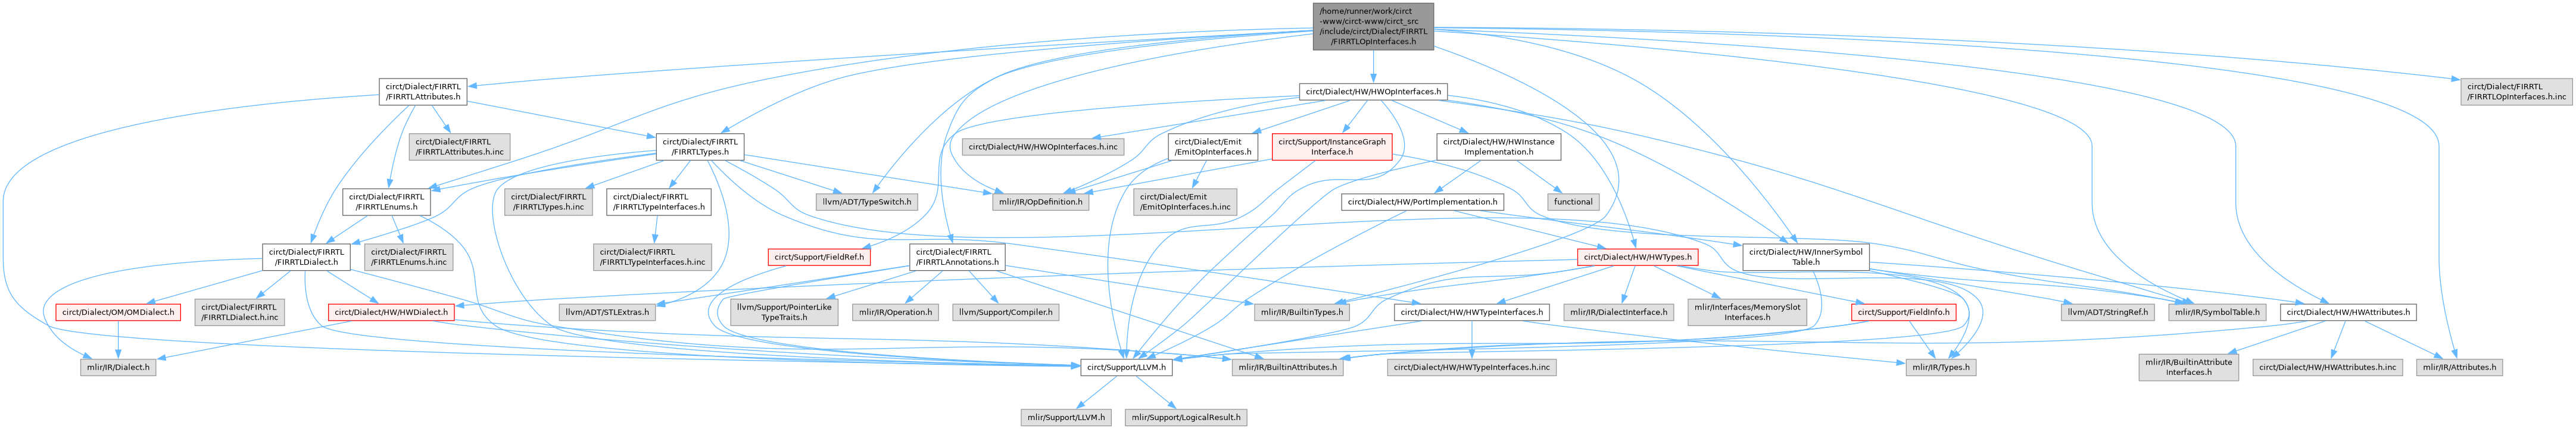 /home/runner/work/circt
-www/circt-www/circt_src
/include/circt/Dialect/FIRRTL
/FIRRTLOpInterfaces.h
circt/Dialect/FIRRTL
/FIRRTLAttributes.h
circt/Dialect/HW/HWOpInterfaces.h
circt/Dialect/FIRRTL
/FIRRTLOpInterfaces.h.inc
circt/Dialect/FIRRTL
/FIRRTLAttributes.h.inc
circt/Dialect/FIRRTL
/FIRRTLTypes.h
circt/Dialect/HW/HWOpInterfaces.h.inc
circt/Dialect/Emit
/EmitOpInterfaces.h
circt/Support/InstanceGraph
Interface.h
circt/Dialect/HW/HWInstance
Implementation.h
circt/Dialect/FIRRTL
/FIRRTLEnums.h
circt/Dialect/FIRRTL
/FIRRTLTypes.h.inc
circt/Dialect/FIRRTL
/FIRRTLTypeInterfaces.h
llvm/ADT/TypeSwitch.h
mlir/IR/OpDefinition.h
circt/Dialect/Emit
/EmitOpInterfaces.h.inc
circt/Dialect/HW/PortImplementation.h
functional
circt/Dialect/FIRRTL
/FIRRTLDialect.h
circt/Dialect/FIRRTL
/FIRRTLEnums.h.inc
circt/Dialect/FIRRTL
/FIRRTLTypeInterfaces.h.inc
circt/Support/FieldRef.h
circt/Dialect/FIRRTL
/FIRRTLAnnotations.h
circt/Dialect/HW/HWTypes.h
circt/Dialect/HW/InnerSymbol
Table.h
circt/Dialect/OM/OMDialect.h
circt/Dialect/FIRRTL
/FIRRTLDialect.h.inc
circt/Dialect/HW/HWDialect.h
llvm/ADT/STLExtras.h
llvm/Support/PointerLike
TypeTraits.h
mlir/IR/Operation.h
llvm/Support/Compiler.h
mlir/IR/BuiltinTypes.h
circt/Dialect/HW/HWTypeInterfaces.h
mlir/IR/DialectInterface.h
mlir/Interfaces/MemorySlot
Interfaces.h
circt/Support/FieldInfo.h
llvm/ADT/StringRef.h
mlir/IR/SymbolTable.h
circt/Dialect/HW/HWAttributes.h
mlir/IR/Dialect.h
circt/Support/LLVM.h
mlir/IR/BuiltinAttributes.h
circt/Dialect/HW/HWTypeInterfaces.h.inc
mlir/IR/Types.h
mlir/IR/BuiltinAttribute
Interfaces.h
circt/Dialect/HW/HWAttributes.h.inc
mlir/IR/Attributes.h
mlir/Support/LLVM.h
mlir/Support/LogicalResult.h